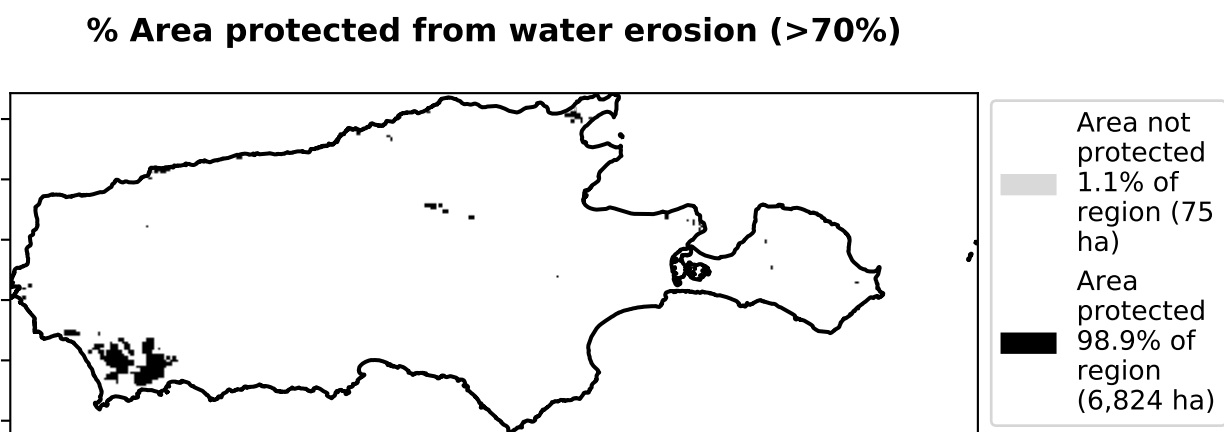 % Area protected from water erosion (>70%)
Area not
protected
1.1% of
region (75
ha)
Area
protected
98.9% of
region
(6,824 ha)